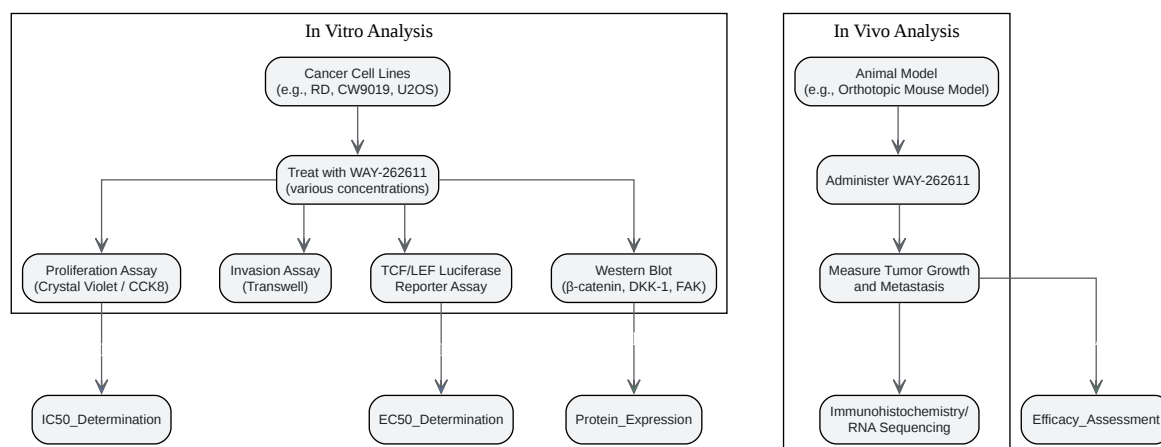 In Vitro Analysis
Cancer Cell Lines
(e.g., RD, CW9019, U2OS)
Treat with WAY-262611
(various concentrations)
Proliferation Assay
(Crystal Violet / CCK8)
Invasion Assay
(Transwell)
TCF/LEF Luciferase
Reporter Assay
Western Blot
(β-catenin, DKK-1, FAK)
IC50_Determination
EC50_Determination
Protein_Expression
In Vivo Analysis
Animal Model
(e.g., Orthotopic Mouse Model)
Administer WAY-262611
Measure Tumor Growth
and Metastasis
Immunohistochemistry/
RNA Sequencing
Efficacy_Assessment